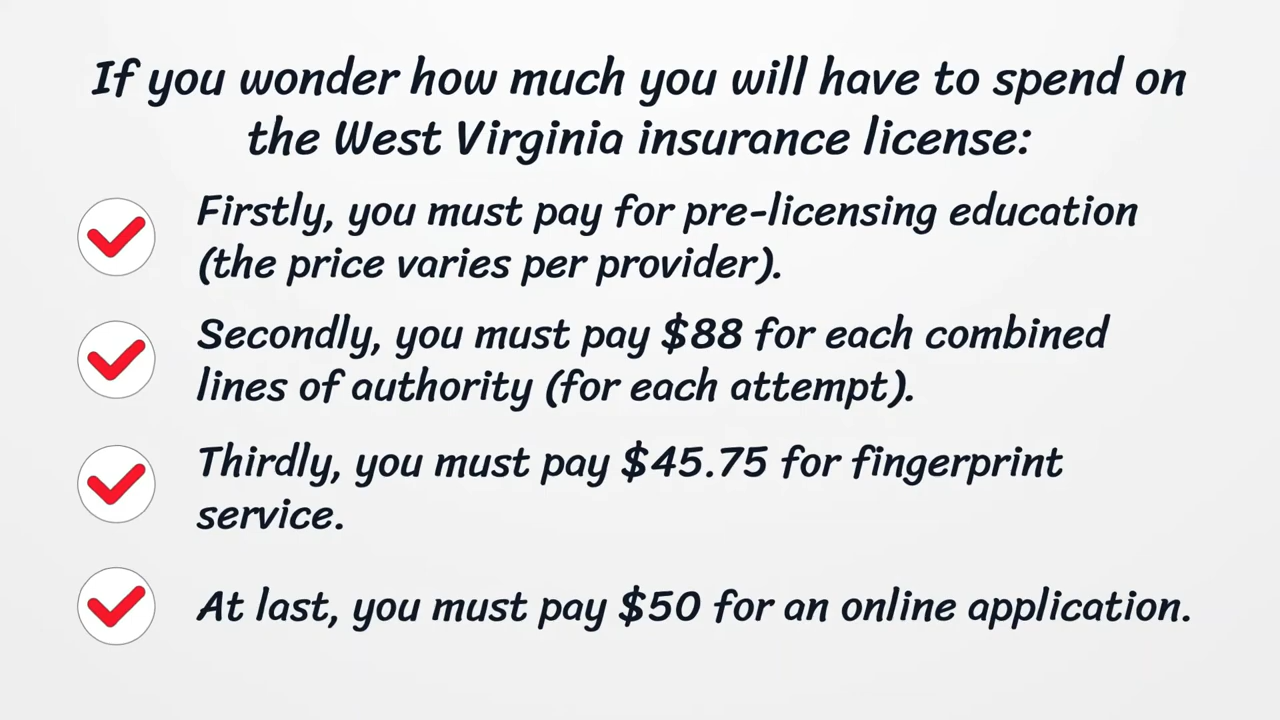 If you wonder how much you will have to spend on
the West Virginia insurance license:
Firstly, you must pay for pre-licensing education
(the price varies per provider).
Secondly, you must pay $88 for each combined
lines of authority (for each attempt).
Thirdly, you must pay $45.75 for fingerprint
service.
At last, you must pay $50 for an online application.